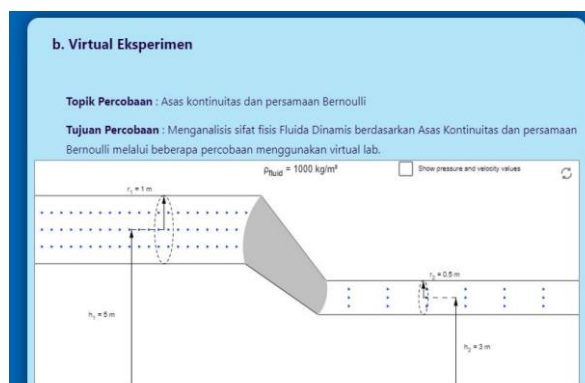 b. Virtual Eksperimen
Topik Percobaan : Asas kontinuitas dan persamaan Bernoulli
Tujuan Percobaan : Menganalisis sifat fisis Fluida Dinamis berdasarkan Asas Kontinuitas dan persamaan
Bernoulli melalui beberapa percobaan menggunakan virtual lab.
ρfluid = 1000 kg/m³
Show pressure and velocity values
r₁ = 1 m
r₂ = 0.5 m
h₁ = 5 m
h₂ = 3 m